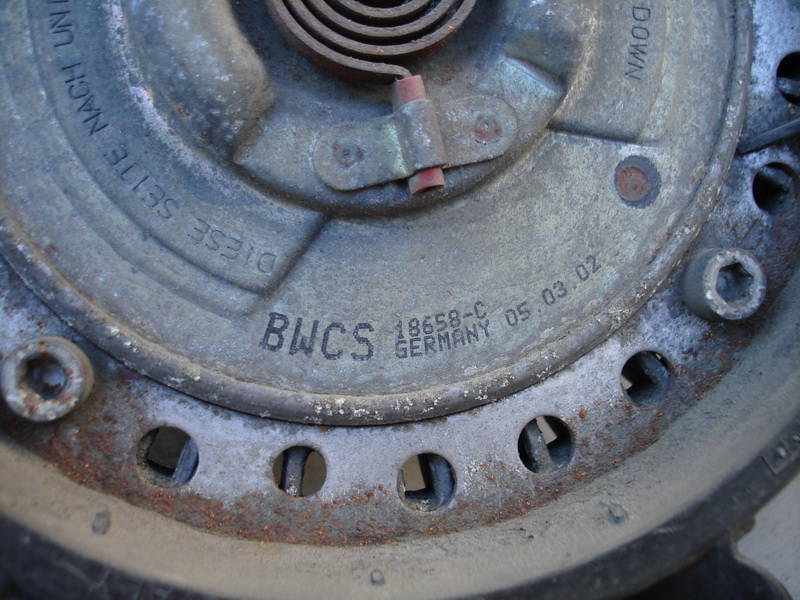 DOWN
DIESE SEITE NACH UN
BWCS
18658-C
GERMANY 05.03.02